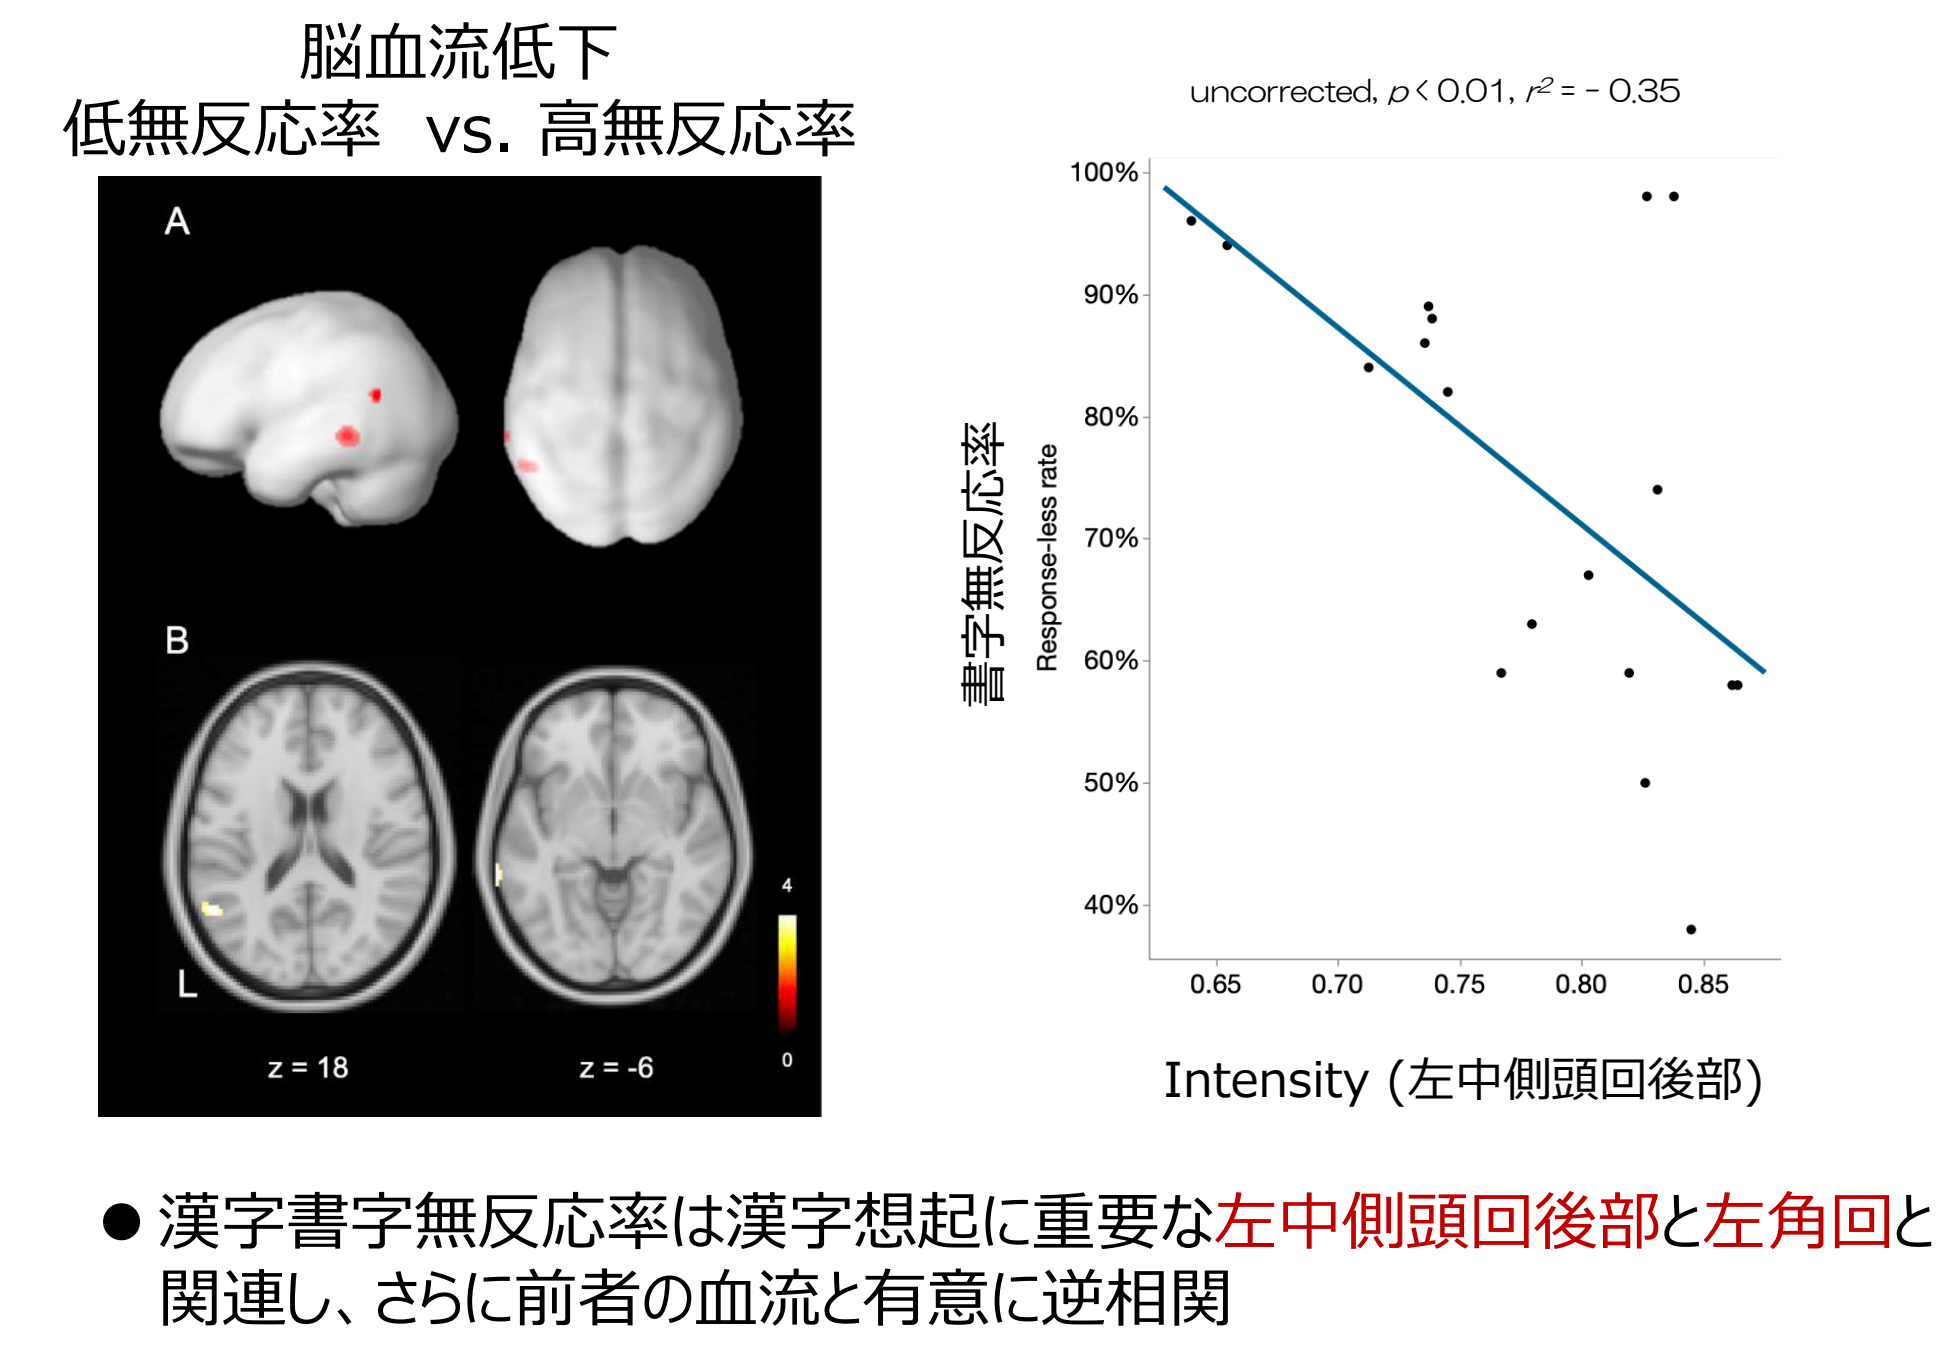 脳血流低下
低無反応率 vs. 高無反応率
A
B
L
z = 18
z = -6
4
0
uncorrected, p < 0.01, r² = - 0.35
100%
90%
80%
70%
60%
50%
40%
書字無反応率
Response-less rate
0.65 0.70 0.75 0.80 0.85
Intensity (左中側頭回後部)
● 漢字書字無反応率は漢字想起に重要な左中側頭回後部と左角回と
関連し、さらに前者の血流と有意に逆相関